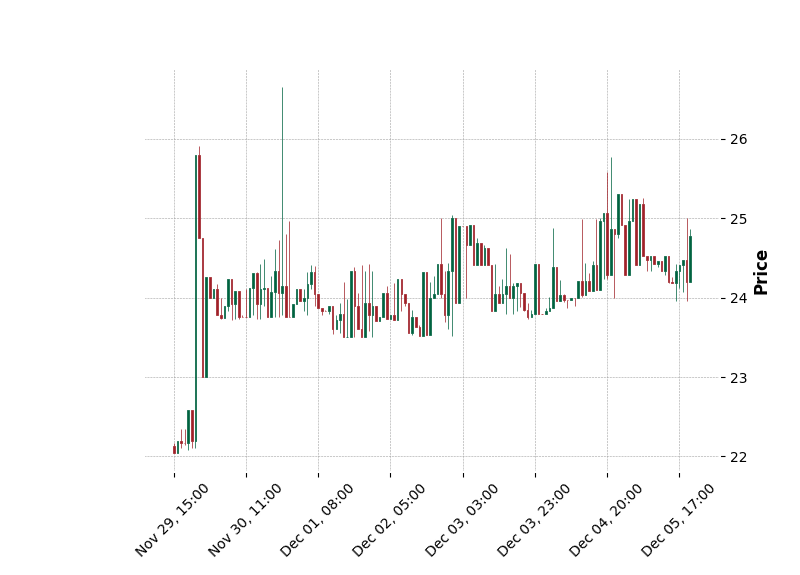 26
25
24
23
22
Price
Nov 29, 15:00
Nov 30, 11:00
Dec 01, 08:00
Dec 02, 05:00
Dec 03, 03:00
Dec 03, 23:00
Dec 04, 20:00
Dec 05, 17:00